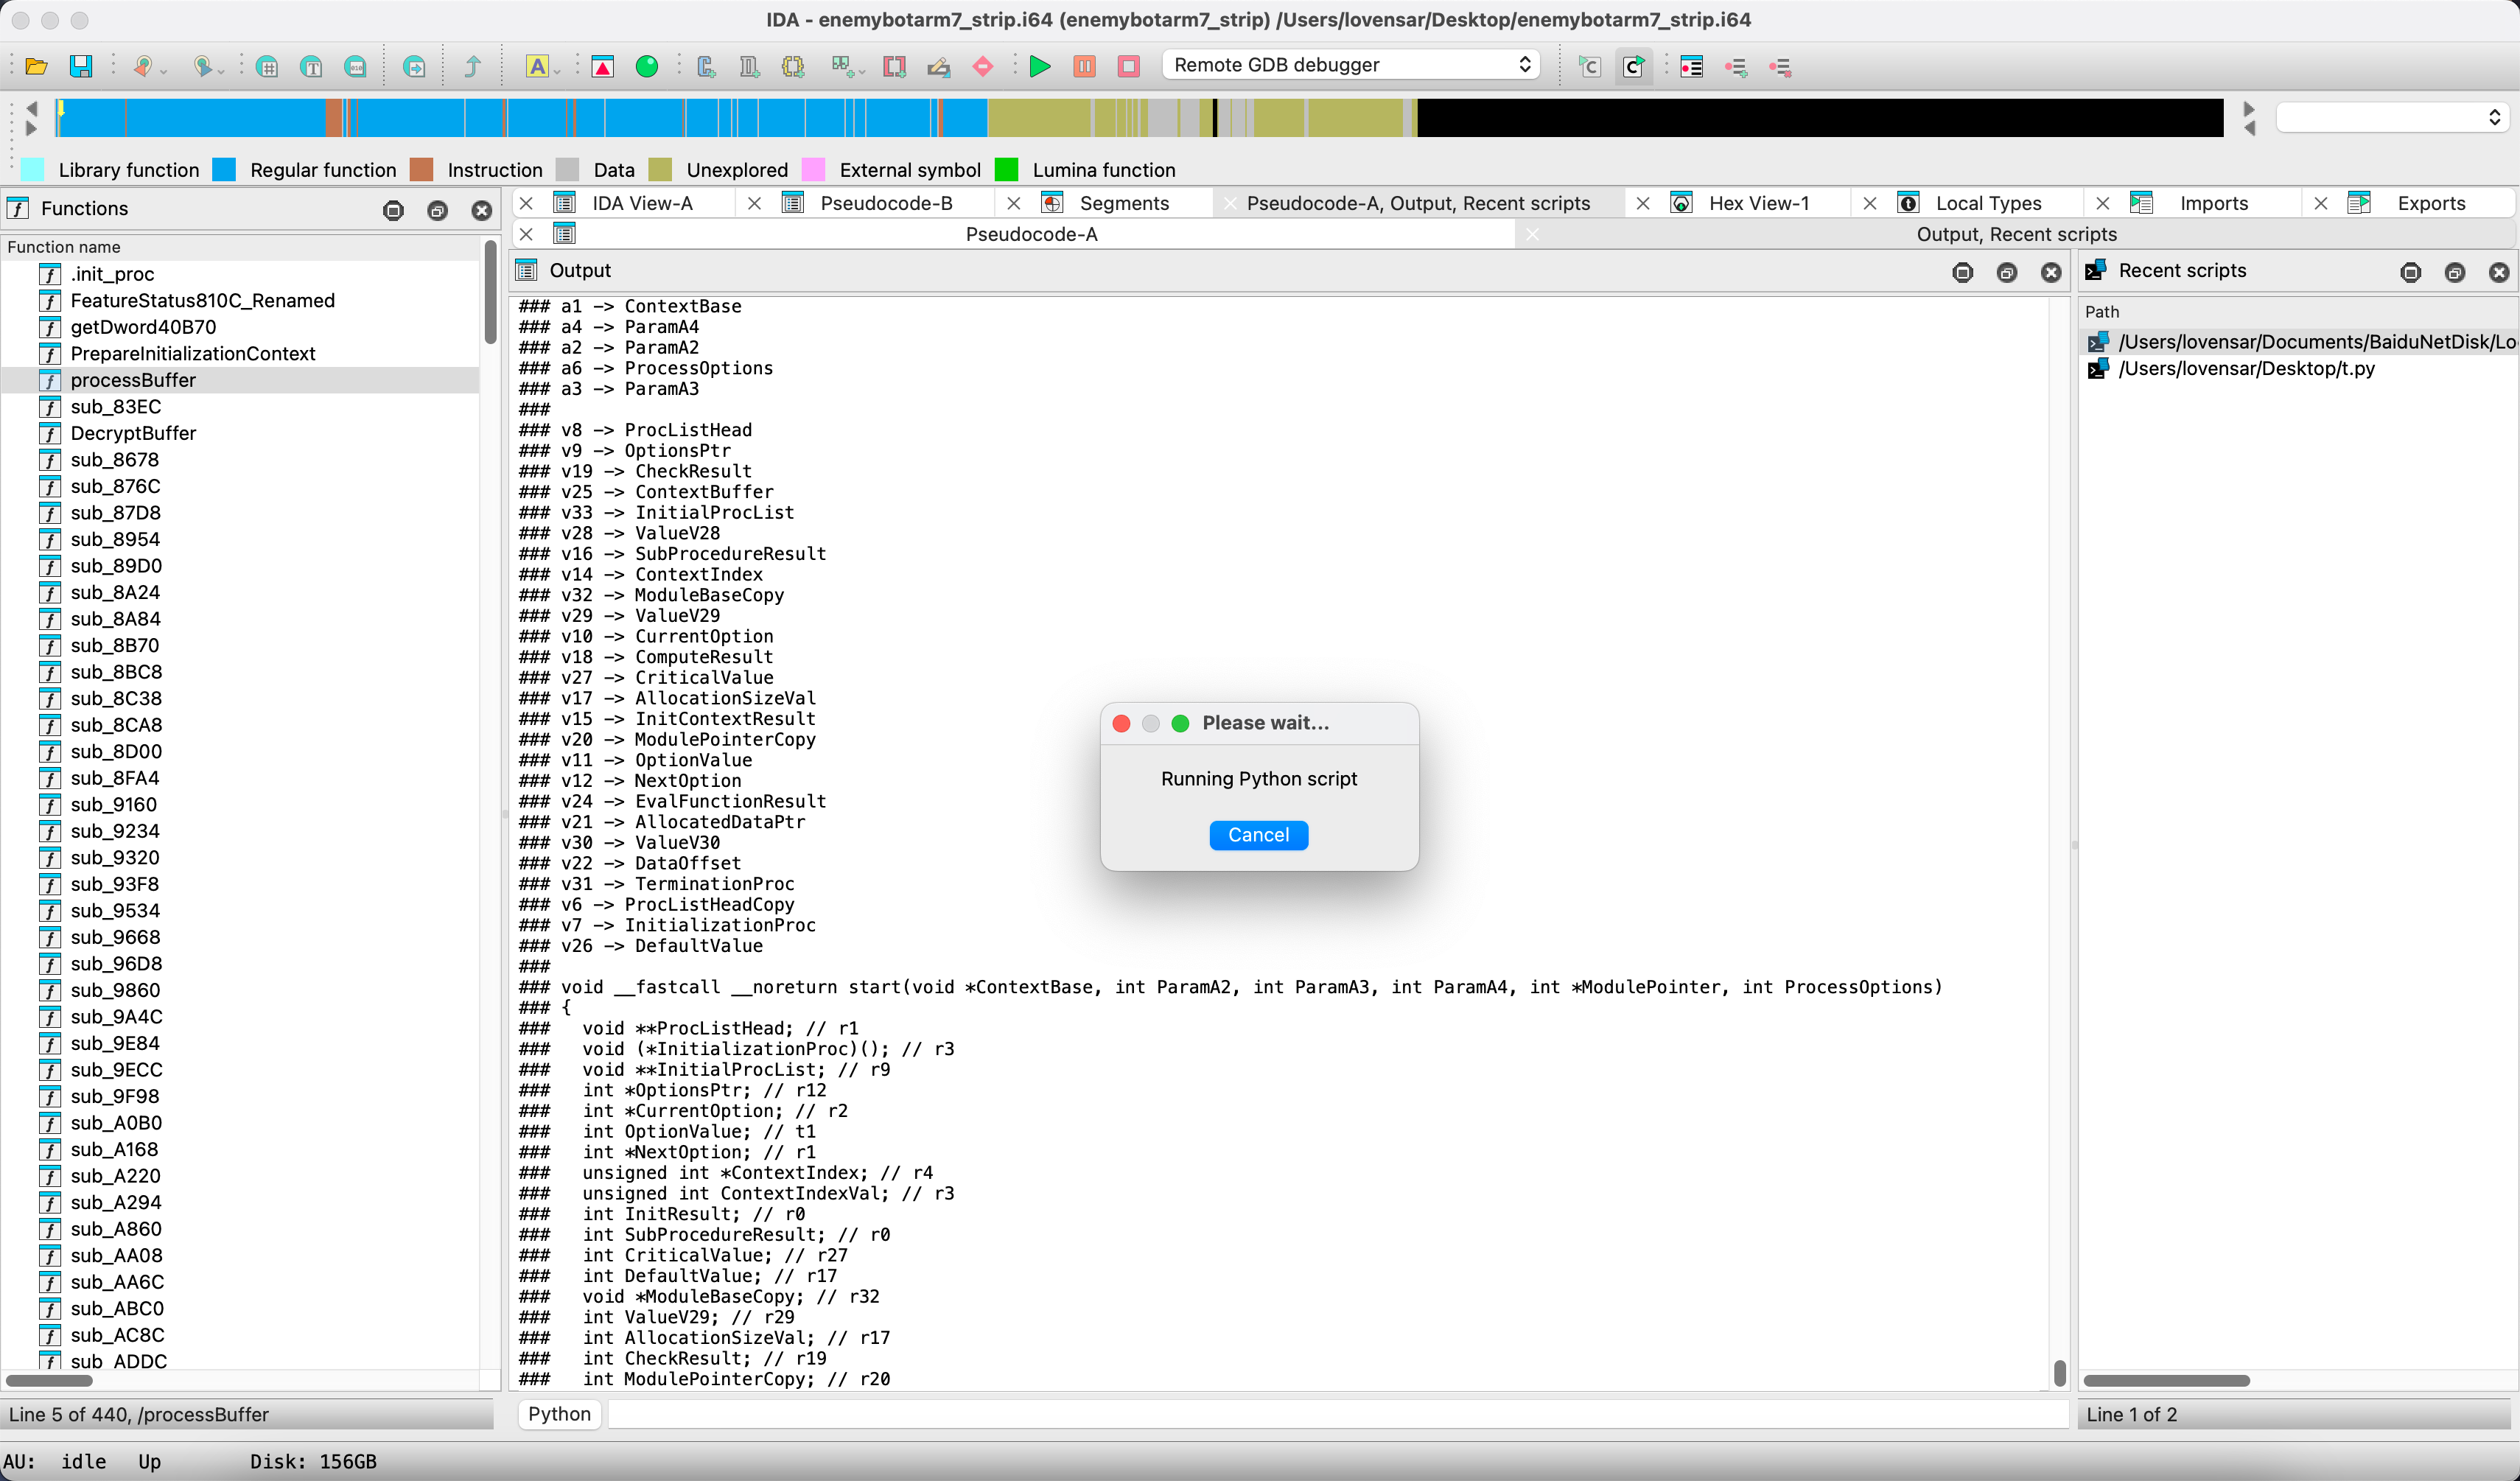 IDA - enemybotarm7_strip.i64 (enemybotarm7_strip) /Users/lovensar/Desktop/enemybotarm7_strip.i64
Remote GDB debugger
Library function Regular function Instruction Data Unexplored External symbol Lumina function
Functions
Function name
.init_proc
FeatureStatus810C_Renamed
getDword40B70
PrepareInitializationContext
processBuffer
sub_83EC
DecryptBuffer
sub_8678
sub_876C
sub_87D8
sub_8954
sub_89D0
sub_8A24
sub_8A84
sub_8B70
sub_8BC8
sub_8C38
sub_8CA8
sub_8D00
sub_8FA4
sub_9160
sub_9234
sub_9320
sub_93F8
sub_9534
sub_9668
sub_96D8
sub_9860
sub_9A4C
sub_9E84
sub_9ECC
sub_9F98
sub_A0B0
sub_A168
sub_A220
sub_A294
sub_A860
sub_AA08
sub_AA6C
sub_ABC0
sub_AC8C
sub_ADDC
Line 5 of 440, /processBuffer
IDA View-A Pseudocode-B Segments Pseudocode-A, Output, Recent scripts Hex View-1 Local Types Imports Exports
Pseudocode-A Output, Recent scripts
Output
### a1 -> ContextBase
### a4 -> ParamA4
### a2 -> ParamA2
### a6 -> ProcessOptions
### a3 -> ParamA3
###
### v8 -> ProcListHead
### v9 -> OptionsPtr
### v19 -> CheckResult
### v25 -> ContextBuffer
### v33 -> InitialProcList
### v28 -> ValueV28
### v16 -> SubProcedureResult
### v14 -> ContextIndex
### v32 -> ModuleBaseCopy
### v29 -> ValueV29
### v10 -> CurrentOption
### v18 -> ComputeResult
### v27 -> CriticalValue
### v17 -> AllocationSizeVal
### v15 -> InitContextResult
### v20 -> ModulePointerCopy
### v11 -> OptionValue
### v12 -> NextOption
### v24 -> EvalFunctionResult
### v21 -> AllocatedDataPtr
### v30 -> ValueV30
### v22 -> DataOffset
### v31 -> TerminationProc
### v6 -> ProcListHeadCopy
### v7 -> InitializationProc
### v26 -> DefaultValue
###
### void __fastcall __noreturn start(void *ContextBase, int ParamA2, int ParamA3, int ParamA4, int *ModulePointer, int ProcessOptions)
### {
###   void **ProcListHead; // r1
###   void (*InitializationProc)(); // r3
###   void **InitialProcList; // r9
###   int *OptionsPtr; // r12
###   int *CurrentOption; // r2
###   int OptionValue; // t1
###   int *NextOption; // r1
###   unsigned int *ContextIndex; // r4
###   unsigned int ContextIndexVal; // r3
###   int InitResult; // r0
###   int SubProcedureResult; // r0
###   int CriticalValue; // r27
###   int DefaultValue; // r17
###   void *ModuleBaseCopy; // r32
###   int ValueV29; // r29
###   int AllocationSizeVal; // r17
###   int CheckResult; // r19
###   int ModulePointerCopy; // r20
Python
Please wait...
Running Python script
Cancel
Recent scripts
Path
/Users/lovensar/Documents/BaiduNetDisk/Lo
/Users/lovensar/Desktop/t.py
Line 1 of 2
AU: idle Up Disk: 156GB